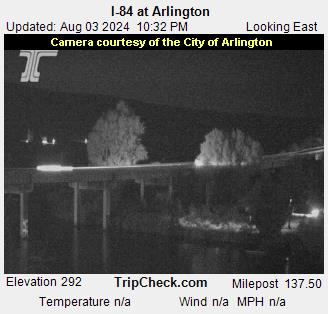 I-84 at Arlington
Updated: Aug 03 2024 10:32 PM Looking East
Camera courtesy of the City of Arlington
Elevation 292 TripCheck.com Milepost 137.50
Temperature n/a Wind n/a MPH n/a